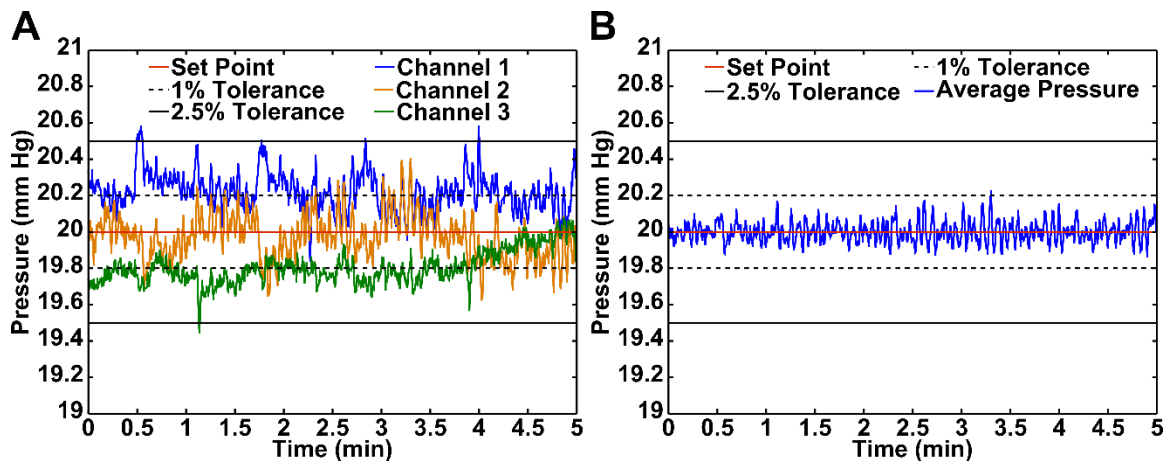 A
21
20.8
20.6
20.4
20.2
20
19.8
19.6
19.4
19.2
19
Pressure (mm Hg)
Set Point
1% Tolerance
2.5% Tolerance
Channel 1
Channel 2
Channel 3
0 0.5 1 1.5 2 2.5 3 3.5 4 4.5 5
Time (min)
B
21
20.8
20.6
20.4
20.2
20
19.8
19.6
19.4
19.2
19
Pressure (mm Hg)
Set Point
2.5% Tolerance
1% Tolerance
Average Pressure
0 0.5 1 1.5 2 2.5 3 3.5 4 4.5 5
Time (min)